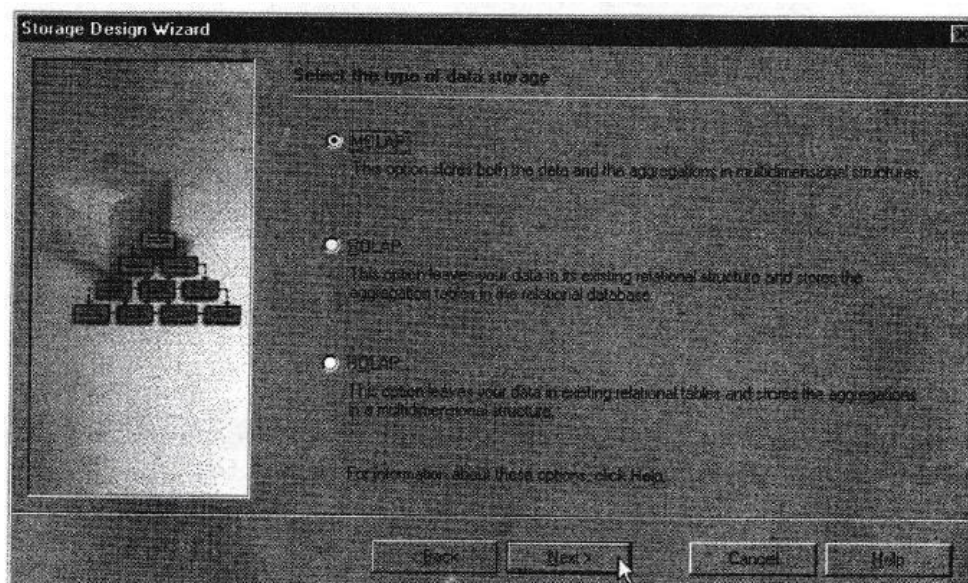 Storage Design Wizard
Select the type of data storage
MOLAP
This option stores both the data and the aggregations in multidimensional structures.
ROLAP
This option leaves your data in its existing relational structure and stores the
aggregation tables in the relational database.
HOLAP
This option leaves your data in existing relational tables and stores the aggregations
in a multidimensional structure.
For information about these options, click Help.
< Back Next > Cancel Help